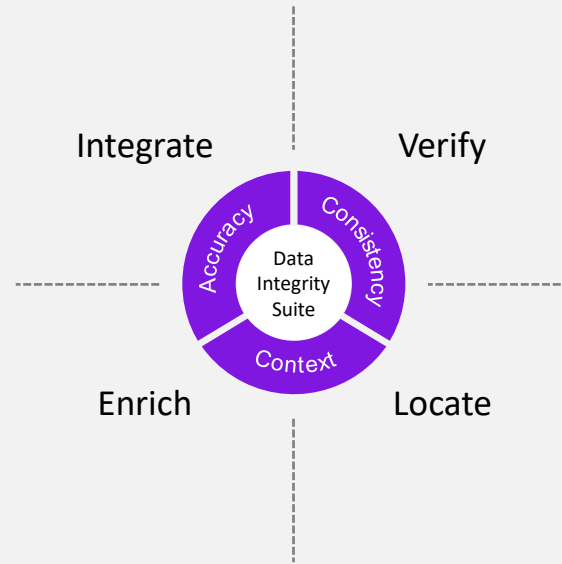 Integrate
Verify
Accuracy
Consistency
Data
Integrity
Suite
Context
Enrich
Locate